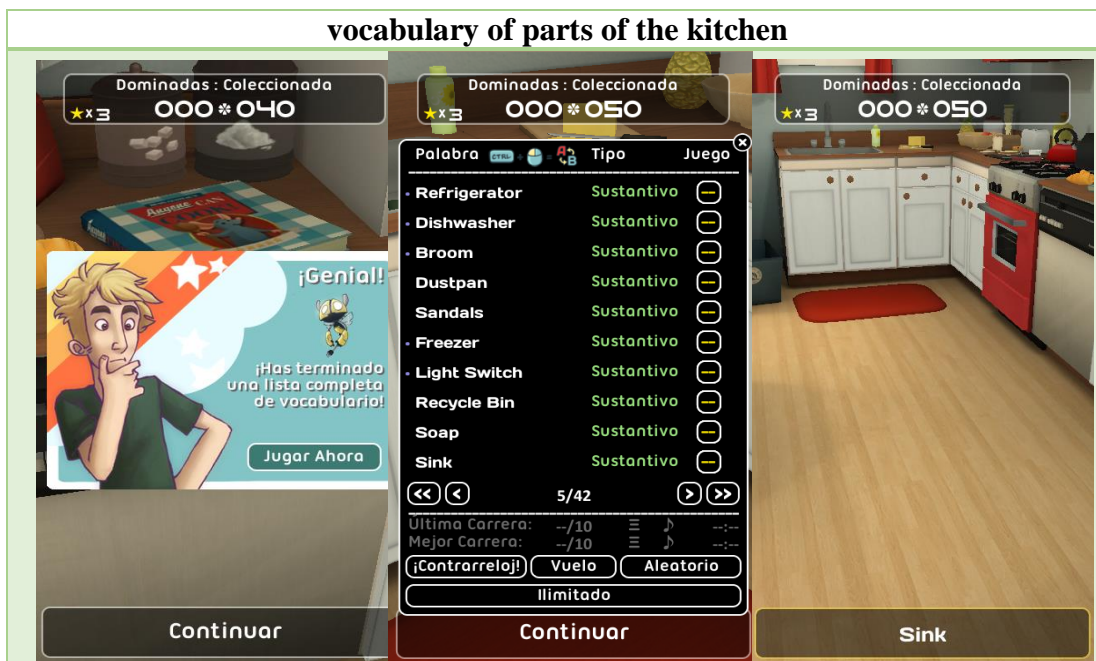 vocabulary of parts of the kitchen
Dominadas : Coleccionada
x3 000 * 040
COOK
¡Genial!
¡Has terminado
una lista completa
de vocabulario!
Jugar Ahora
Continuar
Dominadas : Coleccionada
x3 000 * 050
Palabra CTRL + = A B Tipo Juego
Refrigerator Sustantivo --
Dishwasher Sustantivo --
Broom Sustantivo --
Dustpan Sustantivo --
Sandals Sustantivo --
Freezer Sustantivo --
Light Switch Sustantivo --
Recycle Bin Sustantivo --
Soap Sustantivo --
Sink Sustantivo --
<< < 5/42 > >>
Última Carrera: --/10 --:--
Mejor Carrera: --/10 --:--
¡Contrarreloj! Vuelo Aleatorio
Ilimitado
Continuar
Dominadas : Coleccionada
x3 000 * 050
Sink